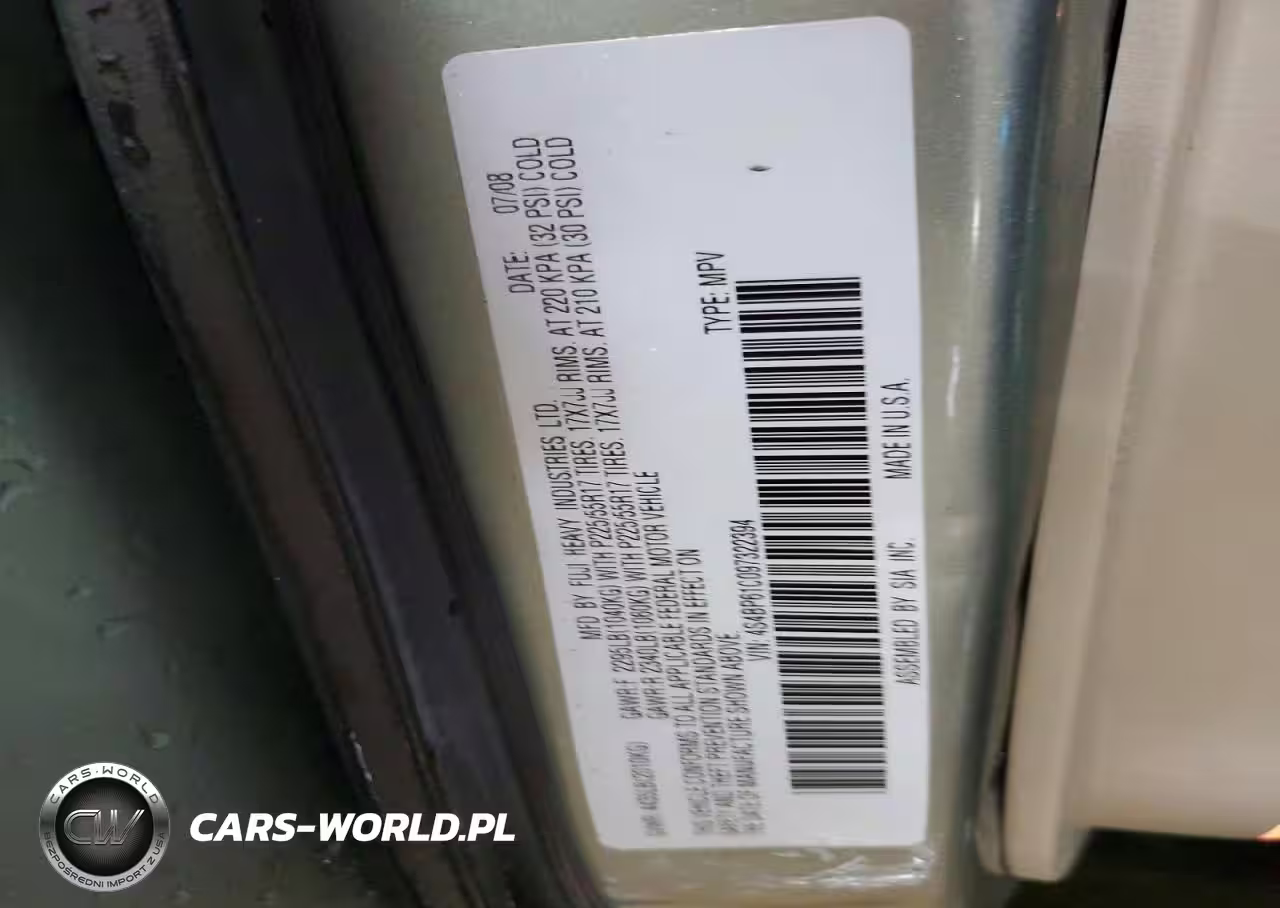 MFD BY FUJI HEAVY INDUSTRIES LTD. DATE: 07/08
GAWR:F 2295LB(1040KG) WITH P225/55R17 TIRES. 17X7JJ RIMS. AT 220 KPA (32 PSI) COLD
GAWR:R 2340LB(1060KG) WITH P225/55R17 TIRES. 17X7JJ RIMS. AT 210 KPA (30 PSI) COLD
THIS VEHICLE CONFORMS TO ALL APPLICABLE FEDERAL MOTOR VEHICLE
AND THEFT PREVENTION STANDARDS IN EFFECT ON
THE DATE OF MANUFACTURE SHOWN ABOVE.
VIN: 4S4BP61C097322394 TYPE: MPV
ASSEMBLED BY SIA INC. MADE IN U.S.A.
CARS-WORLD
CW
BEZPOŚREDNI IMPORT Z USA
CARS-WORLD.PL